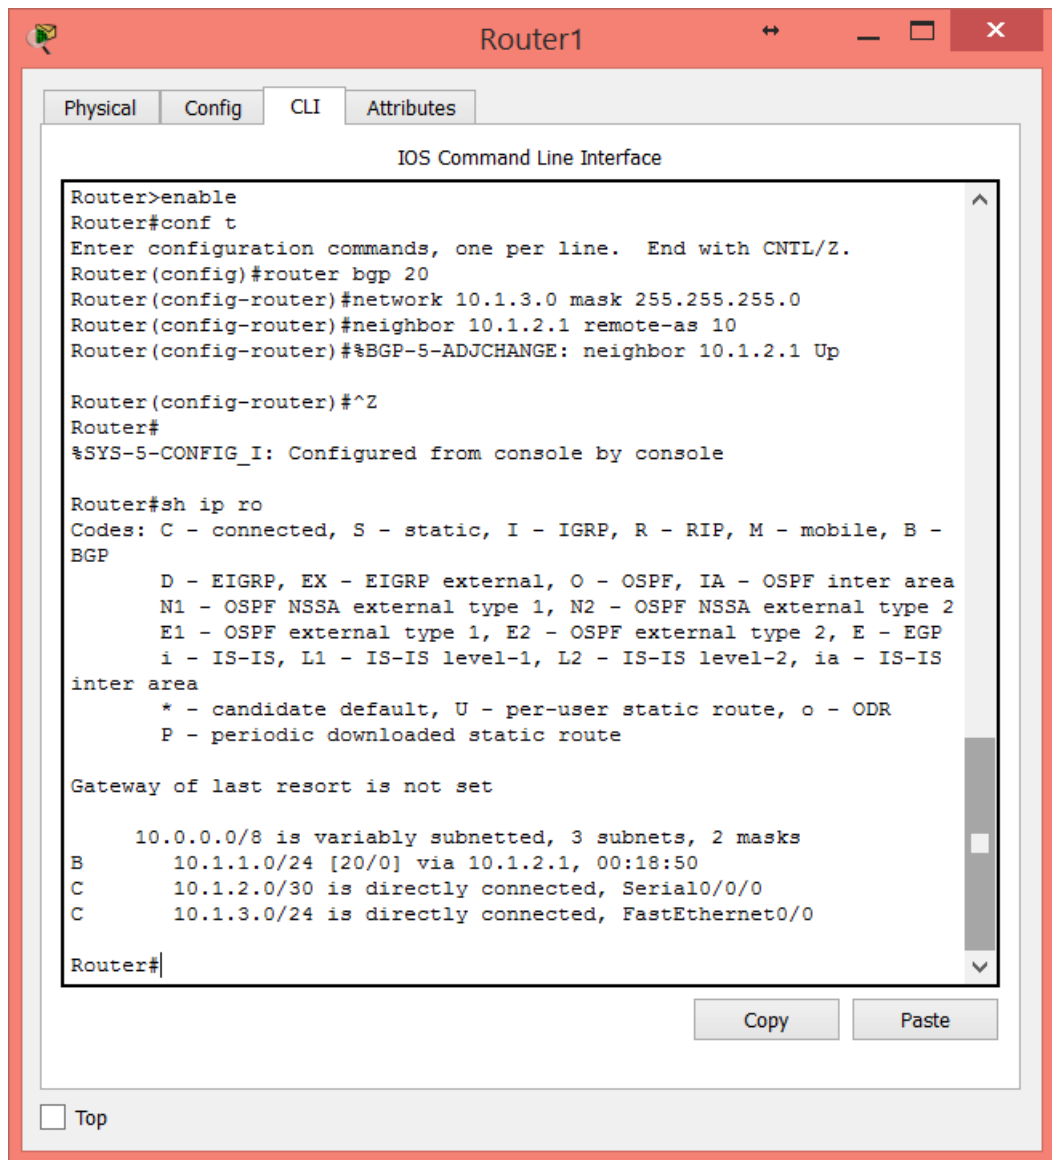 Router1
Physical Config CLI Attributes
IOS Command Line Interface
Router>enable
Router#conf t
Enter configuration commands, one per line.  End with CNTL/Z.
Router(config)#router bgp 20
Router(config-router)#network 10.1.3.0 mask 255.255.255.0
Router(config-router)#neighbor 10.1.2.1 remote-as 10
Router(config-router)#%BGP-5-ADJCHANGE: neighbor 10.1.2.1 Up
Router(config-router)#^Z
Router#
%SYS-5-CONFIG_I: Configured from console by console
Router#sh ip ro
Codes: C - connected, S - static, I - IGRP, R - RIP, M - mobile, B -
BGP
       D - EIGRP, EX - EIGRP external, O - OSPF, IA - OSPF inter area
       N1 - OSPF NSSA external type 1, N2 - OSPF NSSA external type 2
       E1 - OSPF external type 1, E2 - OSPF external type 2, E - EGP
       i - IS-IS, L1 - IS-IS level-1, L2 - IS-IS level-2, ia - IS-IS
inter area
       * - candidate default, U - per-user static route, o - ODR
       P - periodic downloaded static route
Gateway of last resort is not set
     10.0.0.0/8 is variably subnetted, 3 subnets, 2 masks
B       10.1.1.0/24 [20/0] via 10.1.2.1, 00:18:50
C       10.1.2.0/30 is directly connected, Serial0/0/0
C       10.1.3.0/24 is directly connected, FastEthernet0/0
Router#
Copy Paste
Top